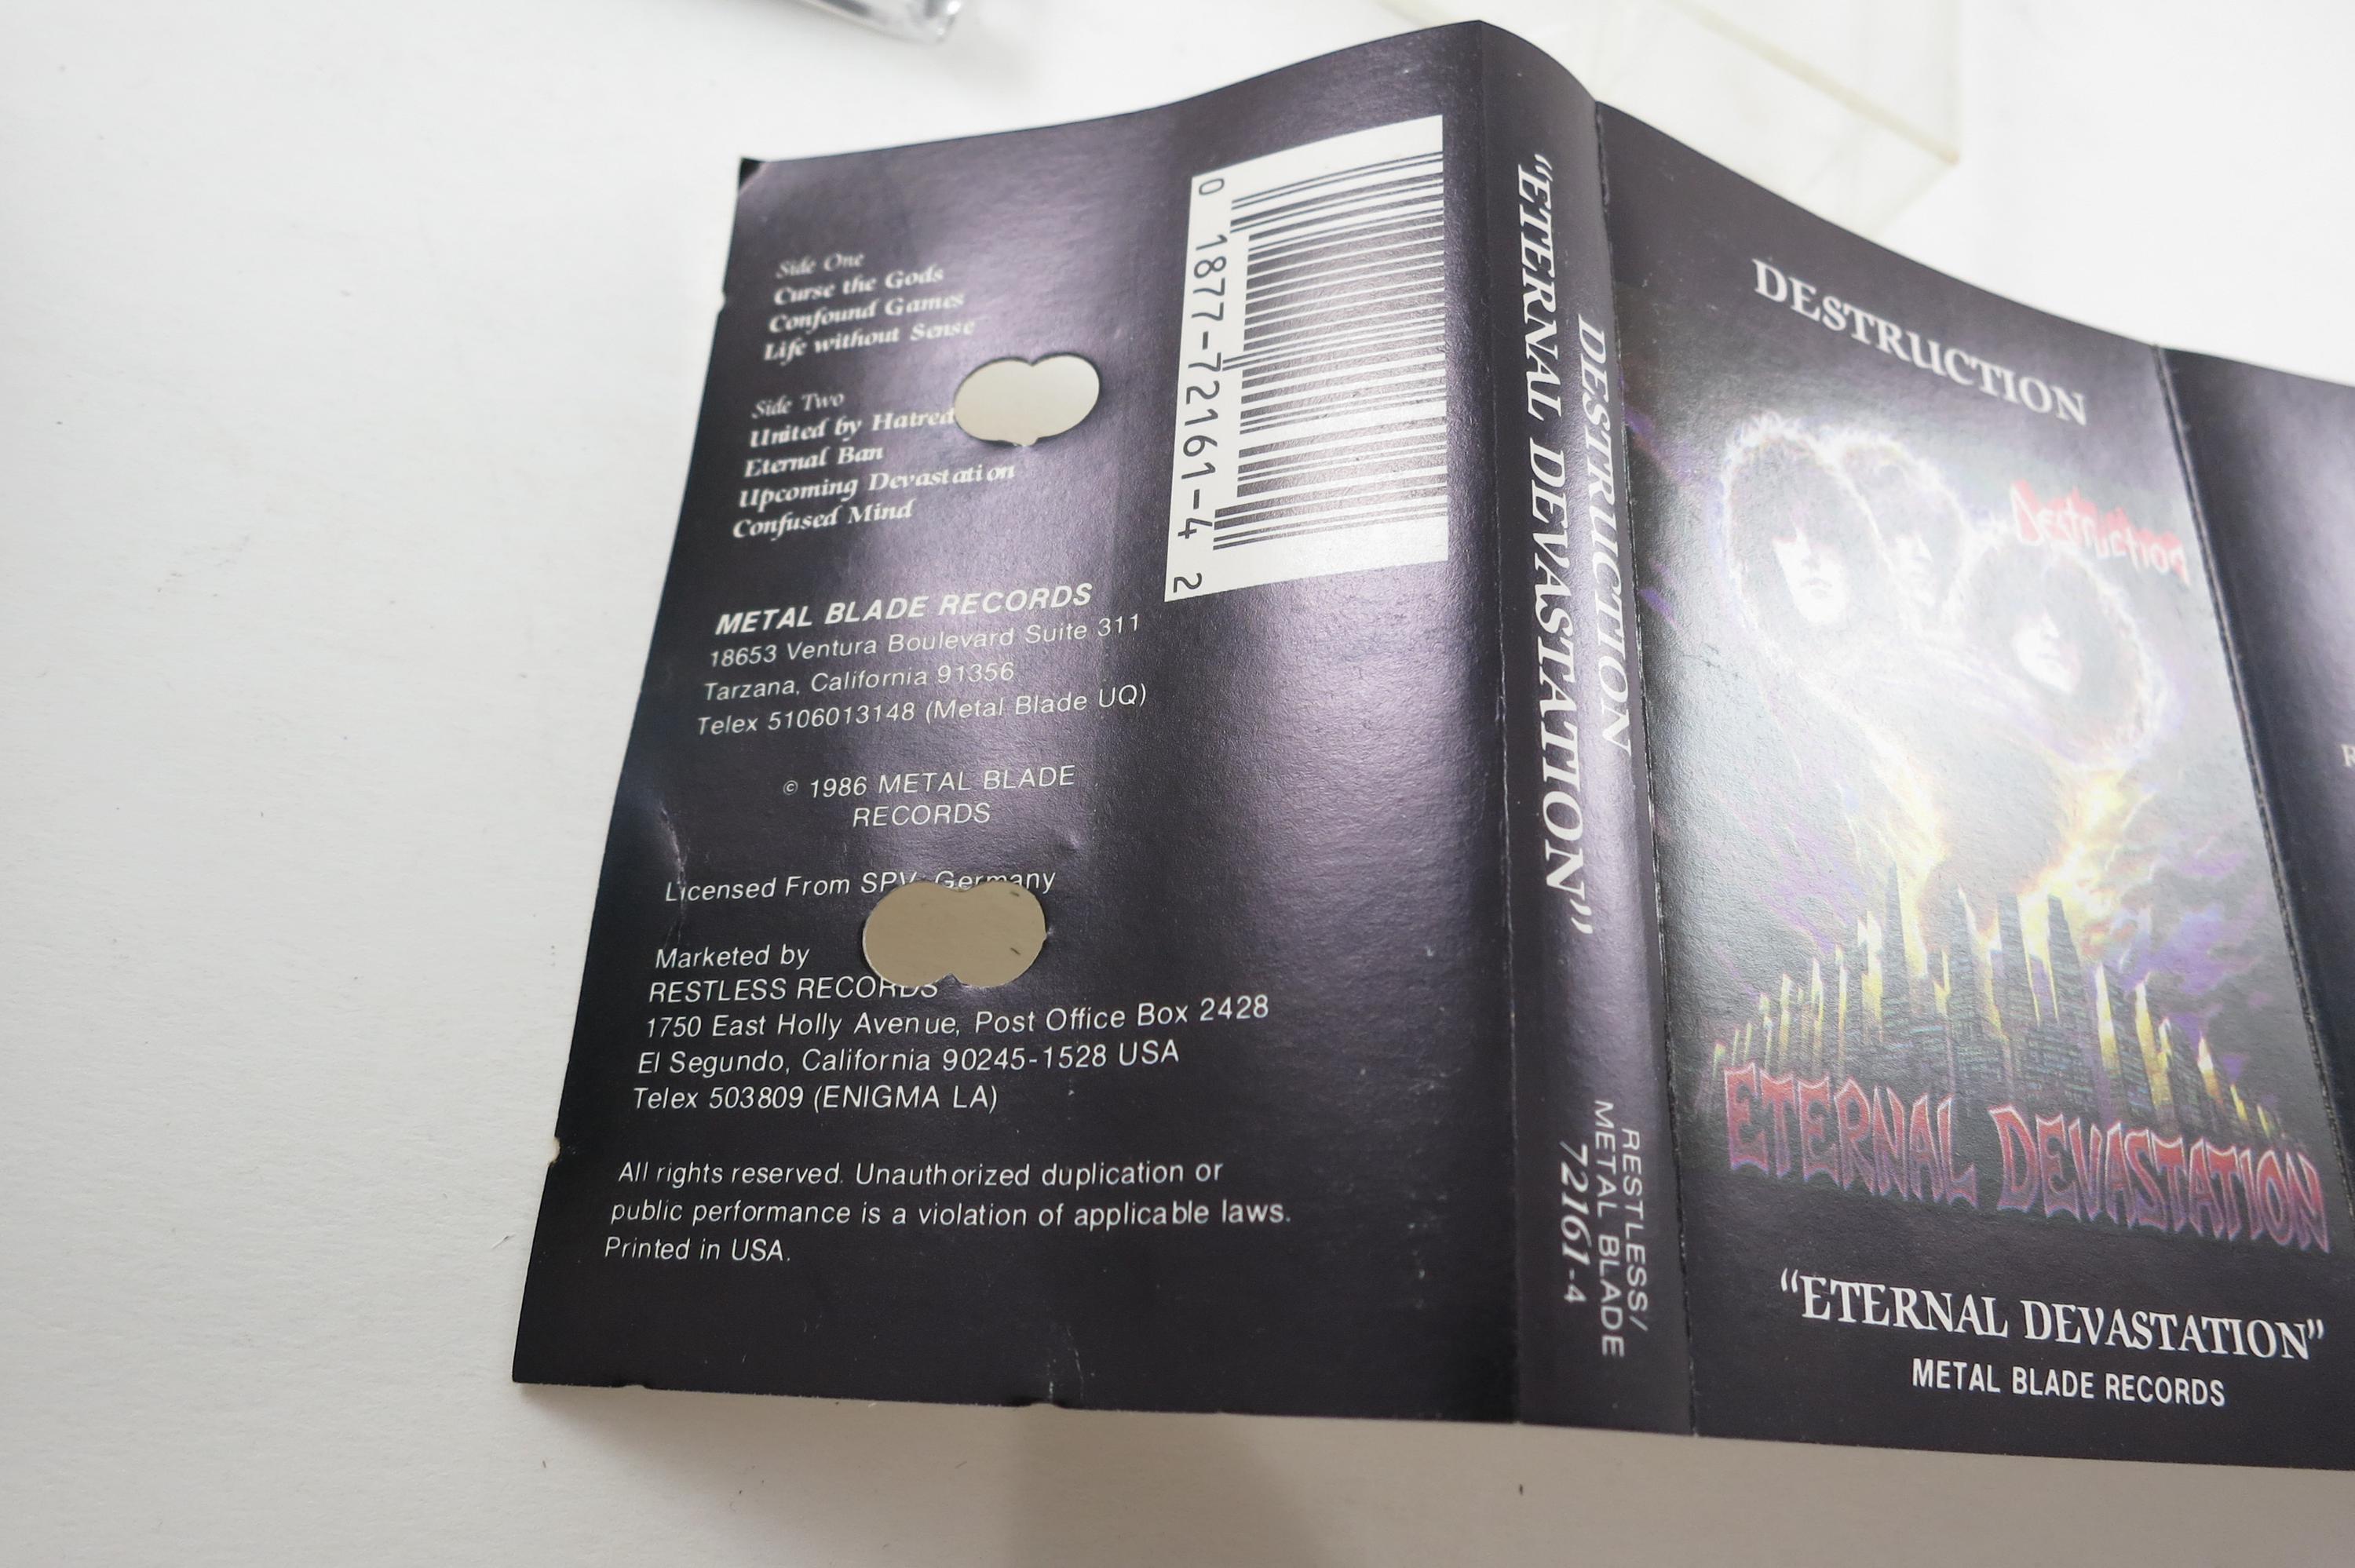 Side One
Curse the Gods
Confound Games
Life without Sense
Side Two
United by Hatred
Eternal Ban
Upcoming Devastation
Confused Mind
METAL BLADE RECORDS
18653 Ventura Boulevard Suite 311
Tarzana, California 91356
Telex 5106013148 (Metal Blade UQ)
© 1986 METAL BLADE
RECORDS
Licensed From SPV, Germany
Marketed by
RESTLESS RECORDS
1750 East Holly Avenue, Post Office Box 2428
El Segundo, California 90245-1528 USA
Telex 503809 (ENIGMA LA)
All rights reserved. Unauthorized duplication or
public performance is a violation of applicable laws.
Printed in USA.
0 1877-72161-4 2
DESTRUCTION
"ETERNAL DEVASTATION"
RESTLESS/
METAL BLADE
72161-4
DESTRUCTION
Destruction
ETERNAL DEVASTATION
"ETERNAL DEVASTATION"
METAL BLADE RECORDS